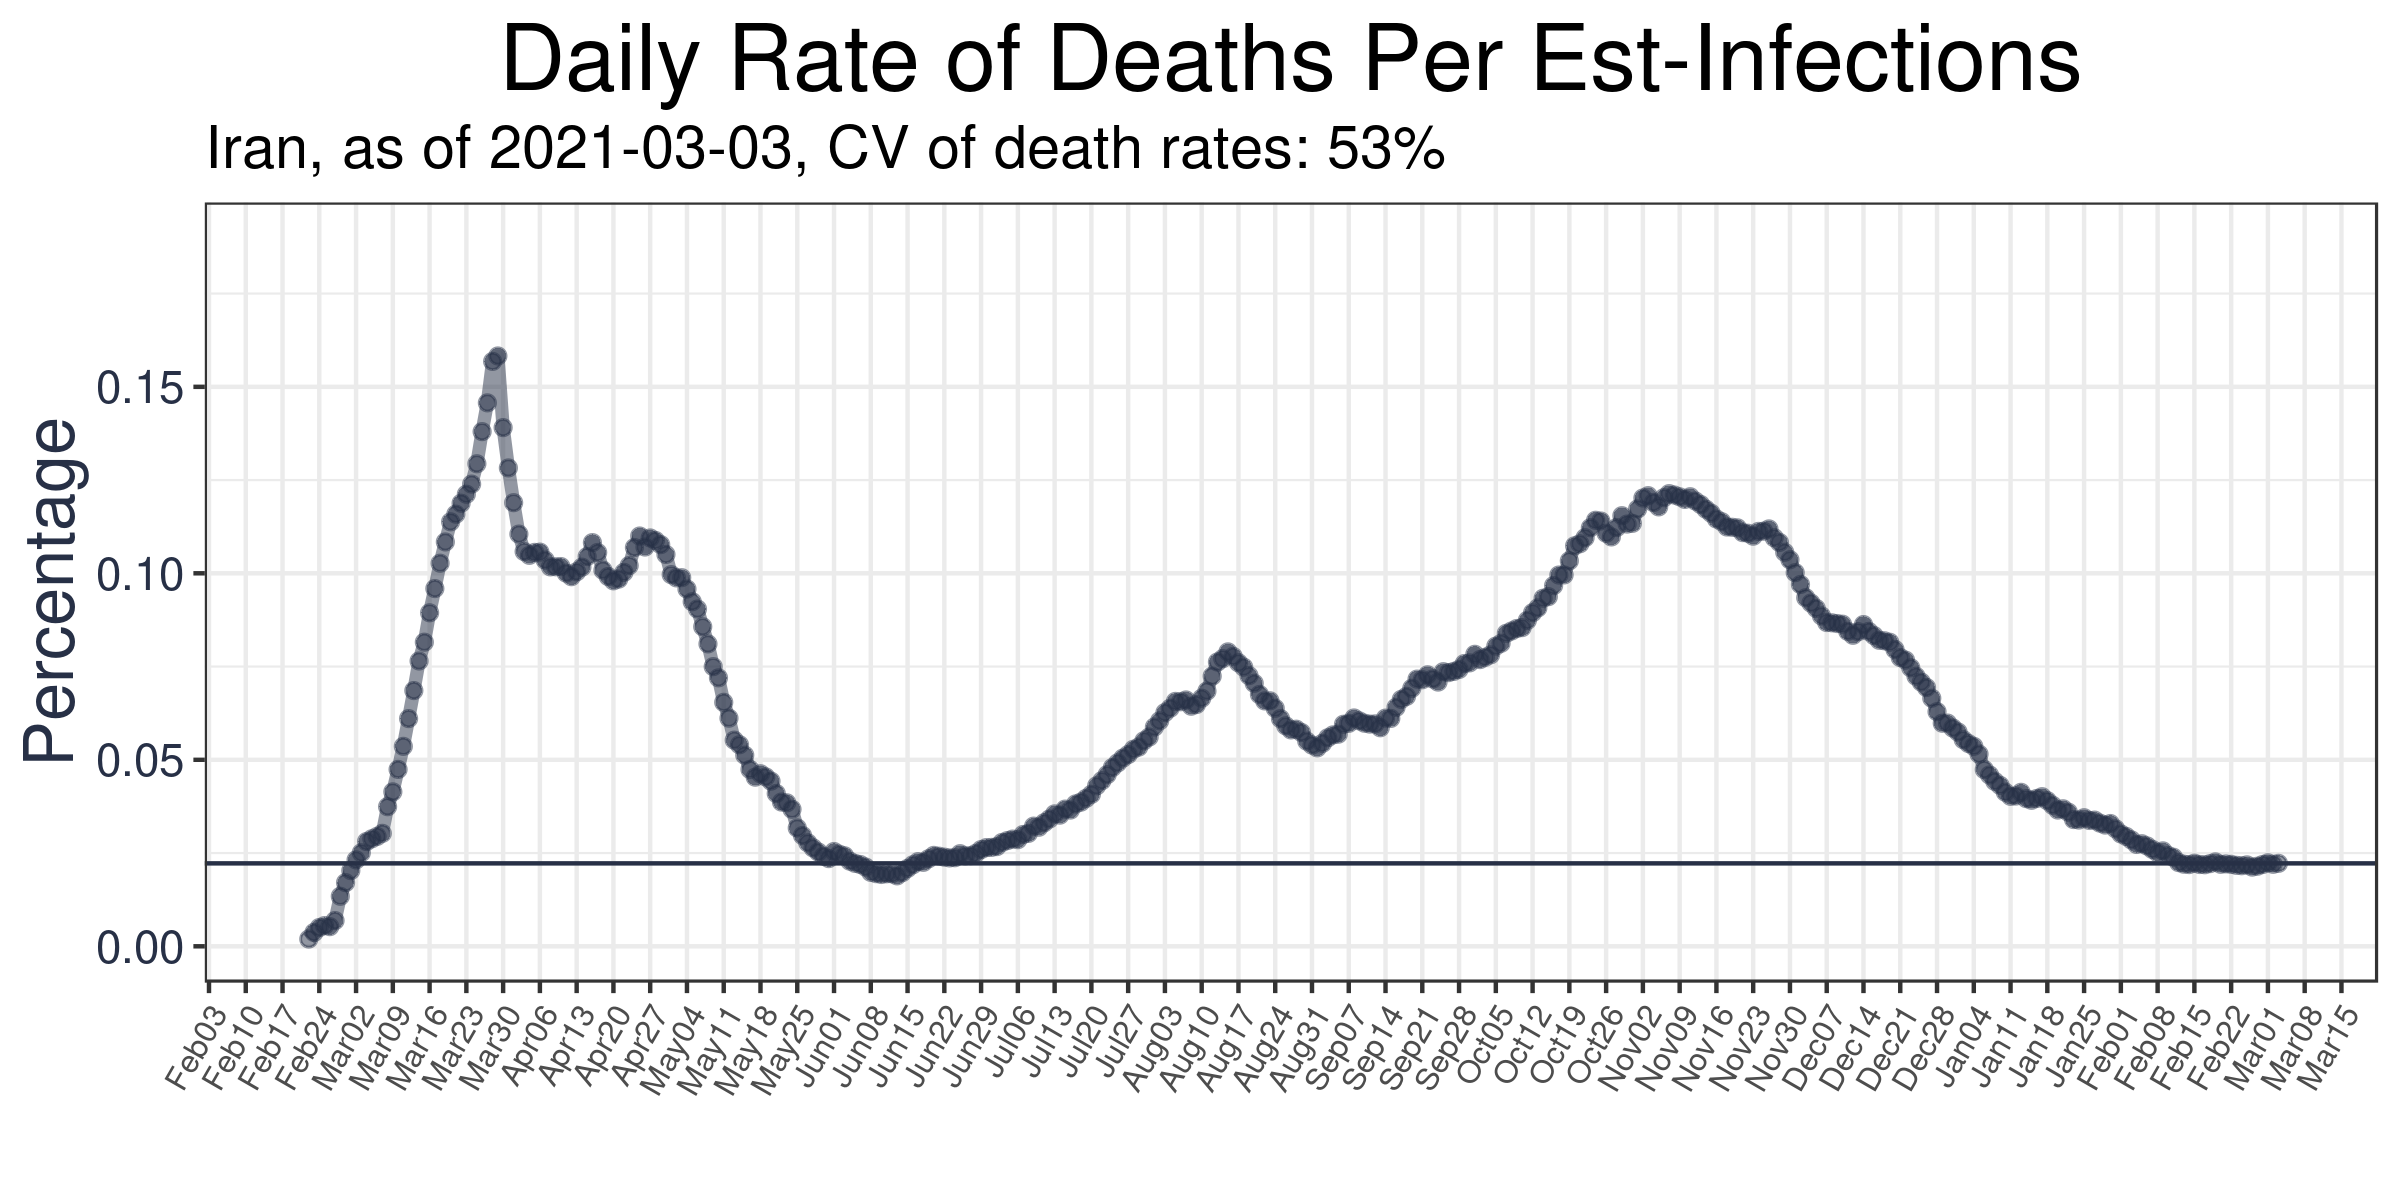 Daily Rate of Deaths Per Est-Infections
Iran, as of 2021-03-03, CV of death rates: 53%
Percentage
0.15
0.10
0.05
0.00
Feb03
Feb10
Feb17
Feb24
Mar02
Mar09
Mar16
Mar23
Mar30
Apr06
Apr13
Apr20
Apr27
May04
May11
May18
May25
Jun01
Jun08
Jun15
Jun22
Jun29
Jul06
Jul13
Jul20
Jul27
Aug03
Aug10
Aug17
Aug24
Aug31
Sep07
Sep14
Sep21
Sep28
Oct05
Oct12
Oct19
Oct26
Nov02
Nov09
Nov16
Nov23
Nov30
Dec07
Dec14
Dec21
Dec28
Jan04
Jan11
Jan18
Jan25
Feb01
Feb08
Feb15
Feb22
Mar01
Mar08
Mar15